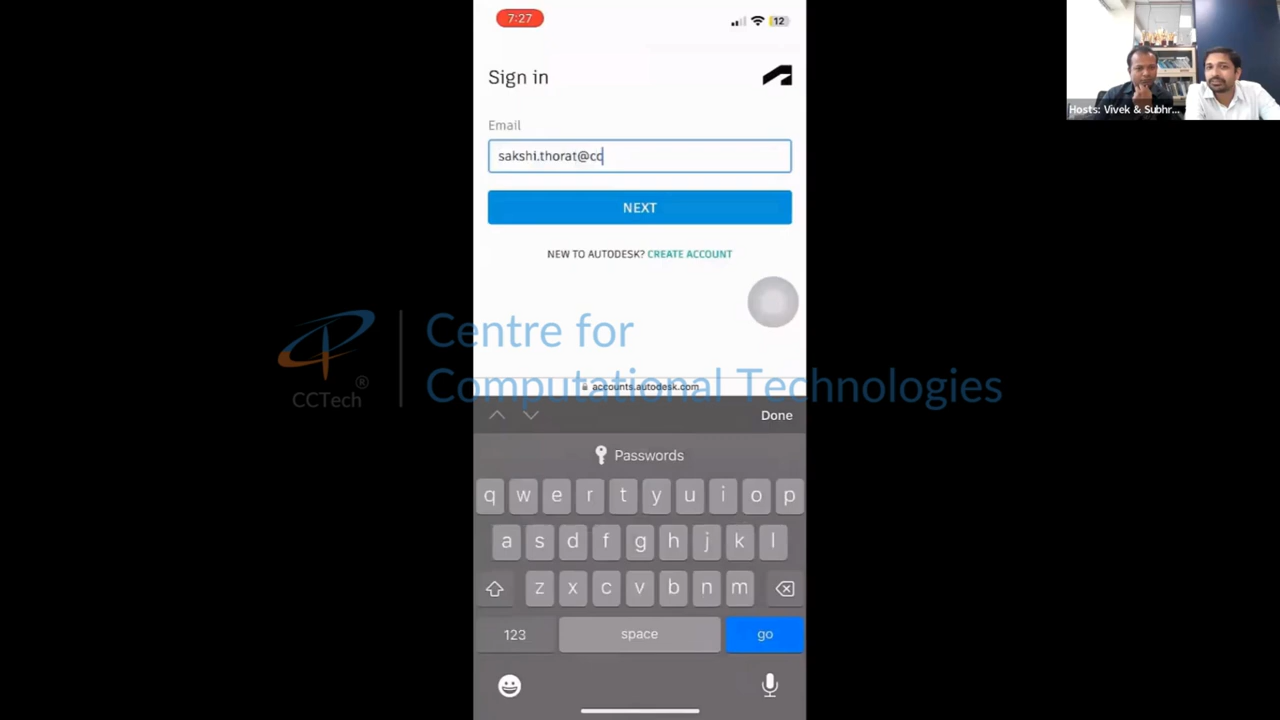 7:27
12
Sign in
Email
sakshi.thorat@cc
NEXT
NEW TO AUTODESK? CREATE ACCOUNT
Centre for
Computational Technologies
CCTech
®
accounts.autodesk.com
Done
Passwords
q w e r t y u i o p
a s d f g h j k l
z x c v b n m
123 space go
Hosts: Vivek & Subhr...